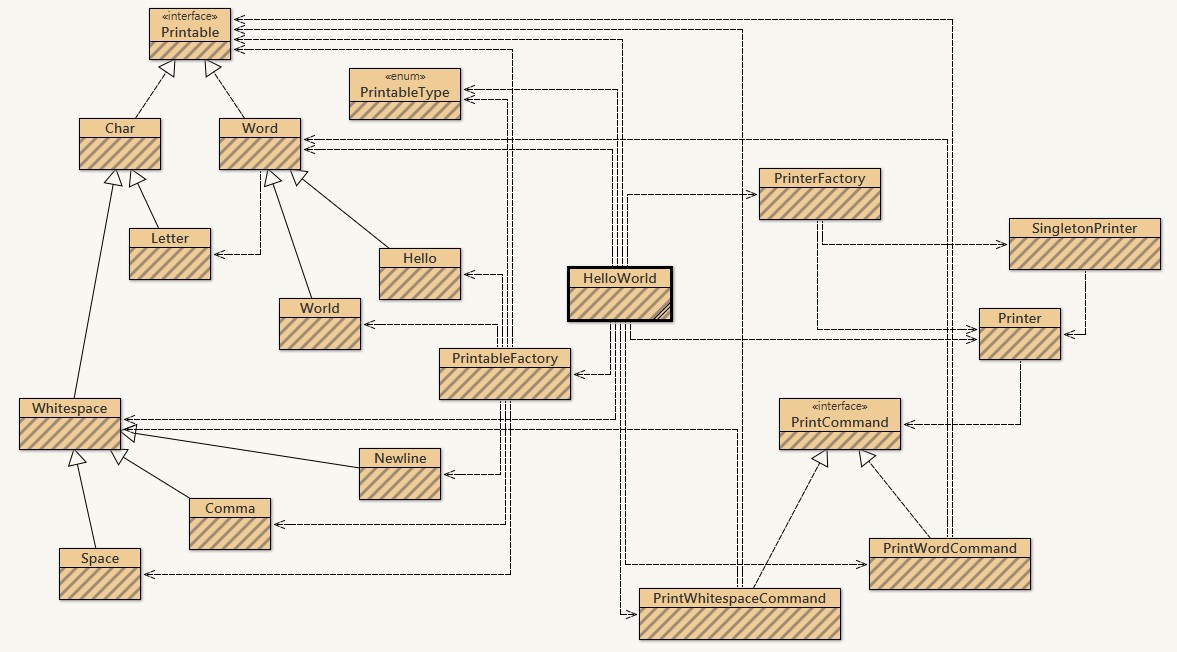 «interface»
Printable
«enum»
PrintableType
Char
Word
PrinterFactory
SingletonPrinter
Letter
Hello
HelloWorld
World
Printer
PrintableFactory
Whitespace
«interface»
PrintCommand
Newline
Comma
Space
PrintWordCommand
PrintWhitespaceCommand